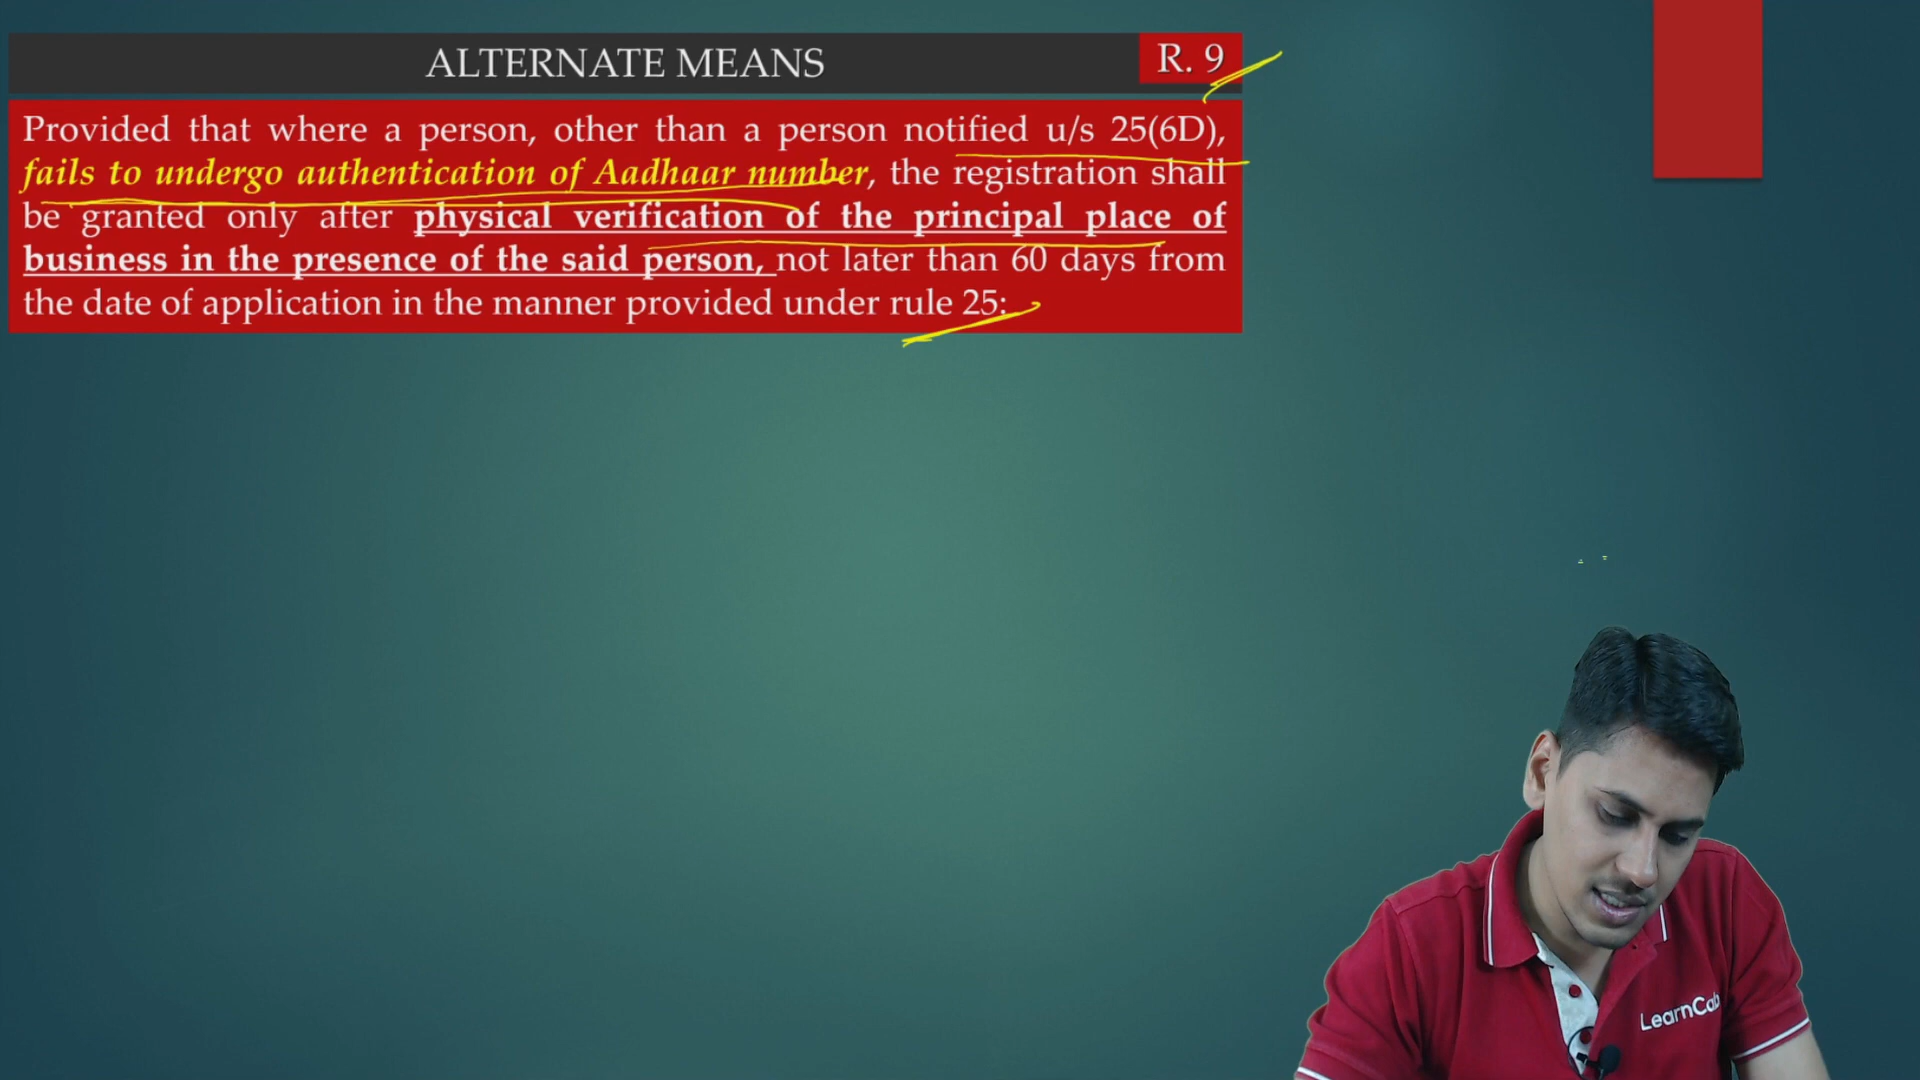 ALTERNATE MEANS
R. 9
Provided that where a person, other than a person notified u/s 25(6D),
fails to undergo authentication of Aadhaar number, the registration shall
be granted only after physical verification of the principal place of
business in the presence of the said person, not later than 60 days from
the date of application in the manner provided under rule 25:
LearnCab